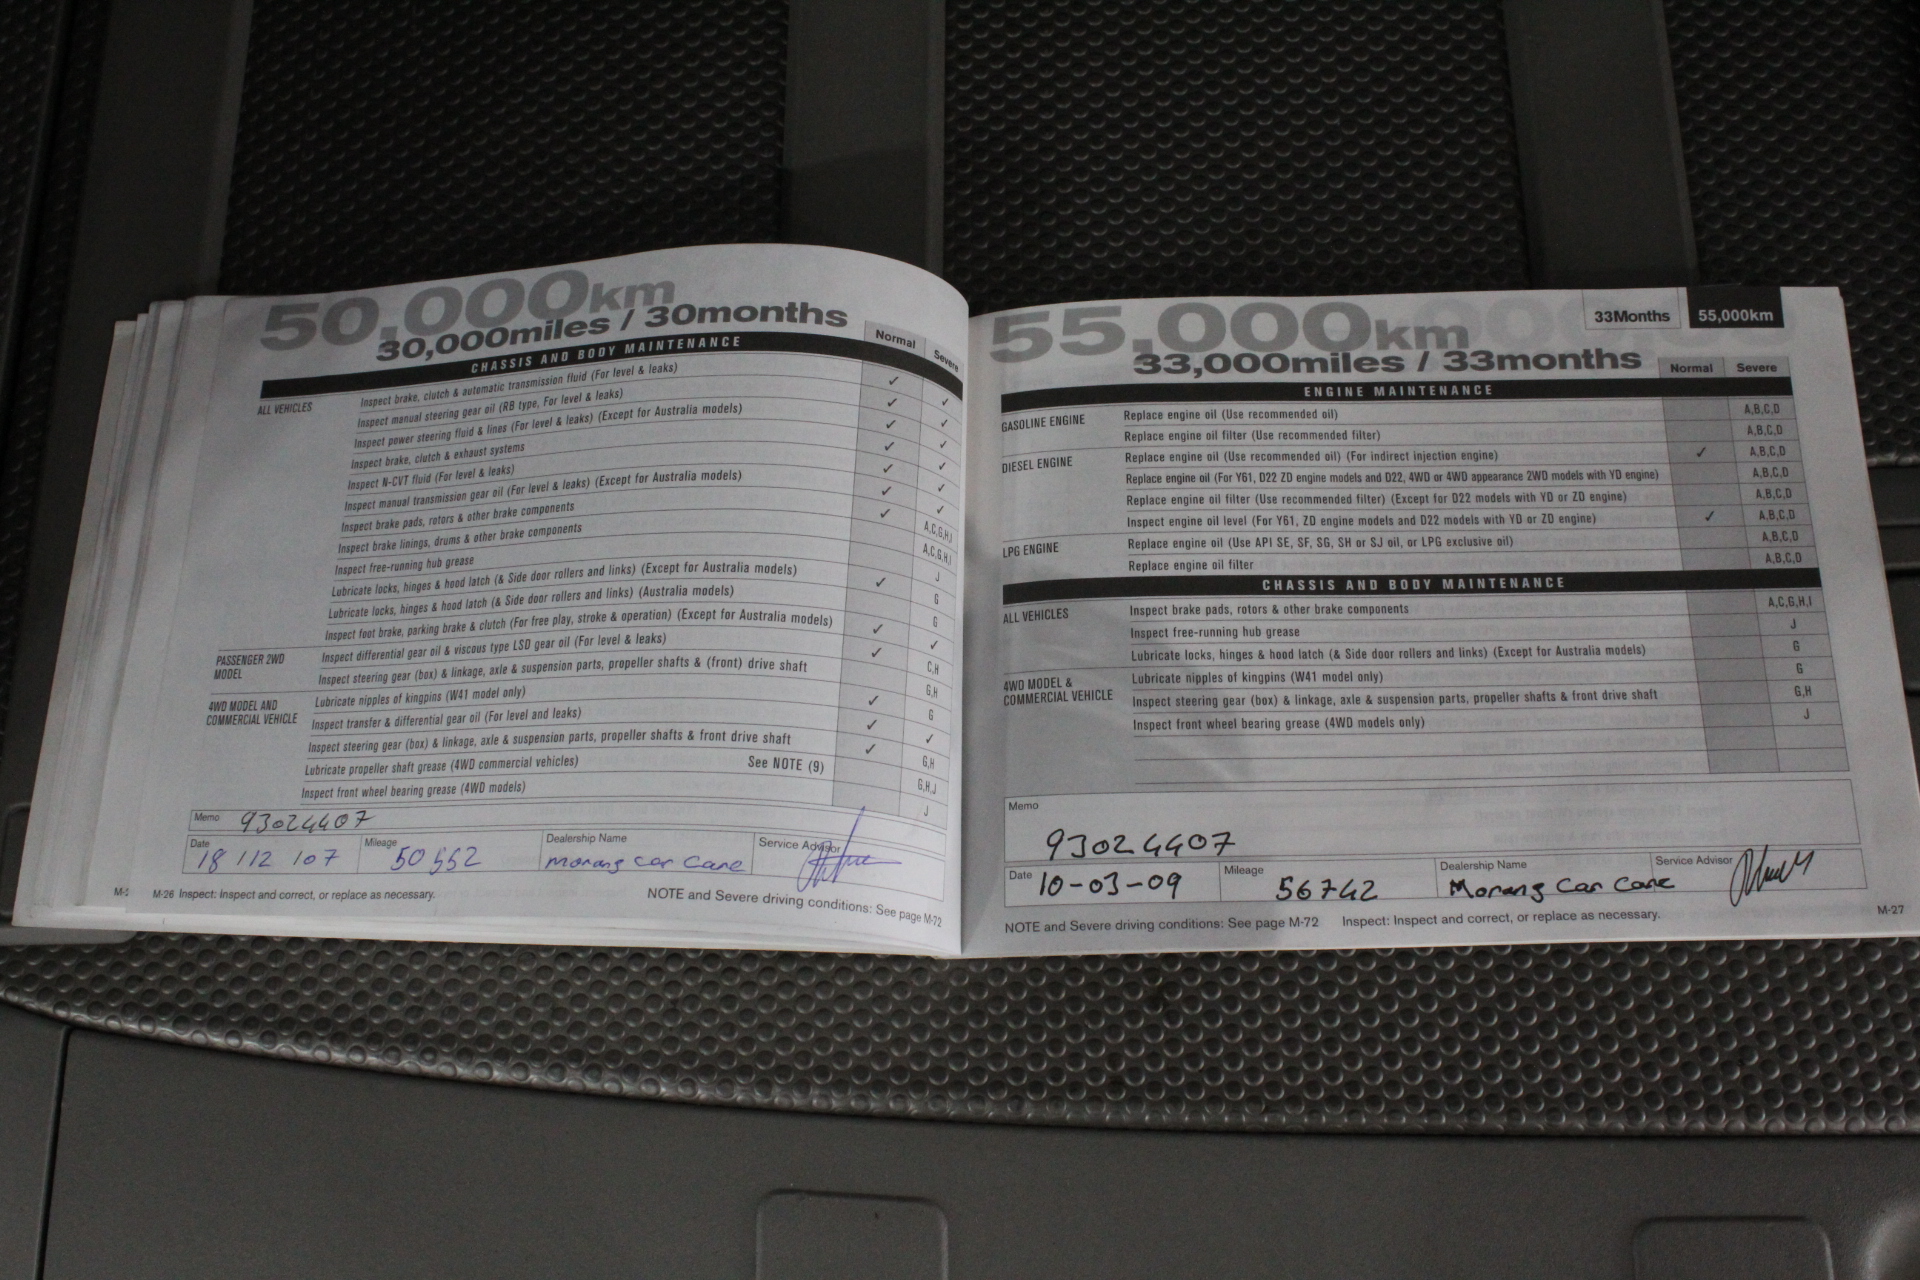 50,000km
30,000miles / 30months
Normal Severe
CHASSIS AND BODY MAINTENANCE
ALL VEHICLES
Inspect brake, clutch & automatic transmission fluid (For level & leaks) ✓ ✓
Inspect manual steering gear oil (RB type, For level & leaks) ✓ ✓
Inspect power steering fluid & lines (For level & leaks) (Except for Australia models) ✓ ✓
Inspect brake, clutch & exhaust systems ✓ ✓
Inspect N-CVT fluid (For level & leaks) ✓ ✓
Inspect manual transmission gear oil (For level & leaks) (Except for Australia models) ✓ ✓
Inspect brake pads, rotors & other brake components ✓ A,C,G,H,I
Inspect brake linings, drums & other brake components A,C,G,H,I
Inspect free-running hub grease J
Lubricate locks, hinges & hood latch (& Side door rollers and links) (Except for Australia models) ✓ G
Lubricate locks, hinges & hood latch (& Side door rollers and links) (Australia models) G
Inspect foot brake, parking brake & clutch (For free play, stroke & operation) (Except for Australia models) ✓ ✓
PASSENGER 2WD MODEL
Inspect differential gear oil & viscous type LSD gear oil (For level & leaks) ✓ C,H
Inspect steering gear (box) & linkage, axle & suspension parts, propeller shafts & (front) drive shaft G,H
4WD MODEL AND COMMERCIAL VEHICLE
Lubricate nipples of kingpins (W41 model only) ✓ G
Inspect transfer & differential gear oil (For level and leaks) ✓ ✓
Inspect steering gear (box) & linkage, axle & suspension parts, propeller shafts & front drive shaft ✓ G,H
Lubricate propeller shaft grease (4WD commercial vehicles) See NOTE (9) G,H,J
Inspect front wheel bearing grease (4WD models) J
Memo 93024407
Date 18/12/07 Mileage 50552 Dealership Name Morang Car Care Service Advisor
M-26 Inspect: Inspect and correct, or replace as necessary. NOTE and Severe driving conditions: See page M-72
33Months 55,000km
55,000km
33,000miles / 33months
Normal Severe
ENGINE MAINTENANCE
GASOLINE ENGINE
Replace engine oil (Use recommended oil) A,B,C,D
Replace engine oil filter (Use recommended filter) A,B,C,D
DIESEL ENGINE
Replace engine oil (Use recommended oil) (For indirect injection engine) ✓ A,B,C,D
Replace engine oil (For Y61, D22 ZD engine models and D22, 4WD or 4WD appearance 2WD models with YD engine) A,B,C,D
Replace engine oil filter (Use recommended filter) (Except for D22 models with YD or ZD engine) A,B,C,D
Inspect engine oil level (For Y61, ZD engine models and D22 models with YD or ZD engine) ✓ A,B,C,D
LPG ENGINE
Replace engine oil (Use API SE, SF, SG, SH or SJ oil, or LPG exclusive oil) A,B,C,D
Replace engine oil filter A,B,C,D
CHASSIS AND BODY MAINTENANCE
ALL VEHICLES
Inspect brake pads, rotors & other brake components A,C,G,H,I
Inspect free-running hub grease J
Lubricate locks, hinges & hood latch (& Side door rollers and links) (Except for Australia models) G
4WD MODEL & COMMERCIAL VEHICLE
Lubricate nipples of kingpins (W41 model only) G
Inspect steering gear (box) & linkage, axle & suspension parts, propeller shafts & front drive shaft G,H
Inspect front wheel bearing grease (4WD models only) J
Memo
93024407
Date 10-03-09 Mileage 56742 Dealership Name Morang Car Care Service Advisor
NOTE and Severe driving conditions: See page M-72 Inspect: Inspect and correct, or replace as necessary.
M-27